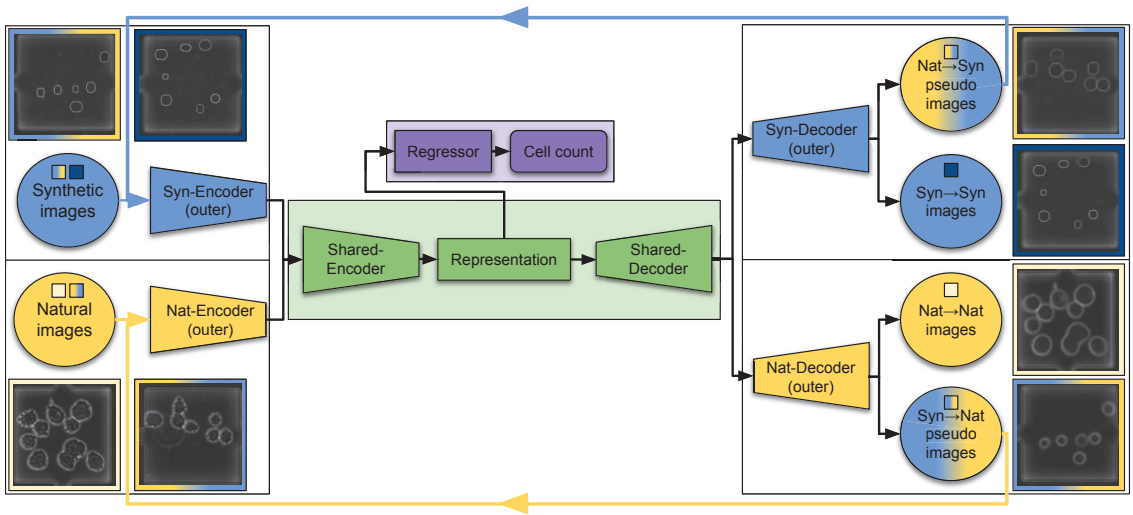 Synthetic
images
Syn-Encoder
(outer)
Natural
images
Nat-Encoder
(outer)
Regressor
Cell count
Shared-
Encoder
Representation
Shared-
Decoder
Syn-Decoder
(outer)
Nat→Syn
pseudo
images
Syn→Syn
images
Nat-Decoder
(outer)
Nat→Nat
images
Syn→Nat
pseudo
images